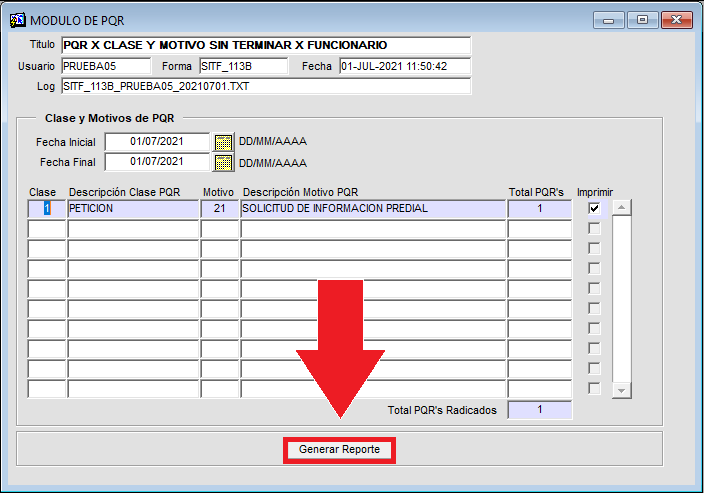 MODULO DE PQR
Titulo PQR X CLASE Y MOTIVO SIN TERMINAR X FUNCIONARIO
Usuario PRUEBA05 Forma SITF_113B Fecha 01-JUL-2021 11:50:42
Log SITF_113B_PRUEBA05_20210701.TXT
Clase y Motivos de PQR
Fecha Inicial 01/07/2021 DD/MM/AAAA
Fecha Final 01/07/2021 DD/MM/AAAA
Clase Descripción Clase PQR Motivo Descripción Motivo PQR Total PQR's Imprimir
1 PETICION 21 SOLICITUD DE INFORMACION PREDIAL 1
Total PQR's Radicados 1
Generar Reporte